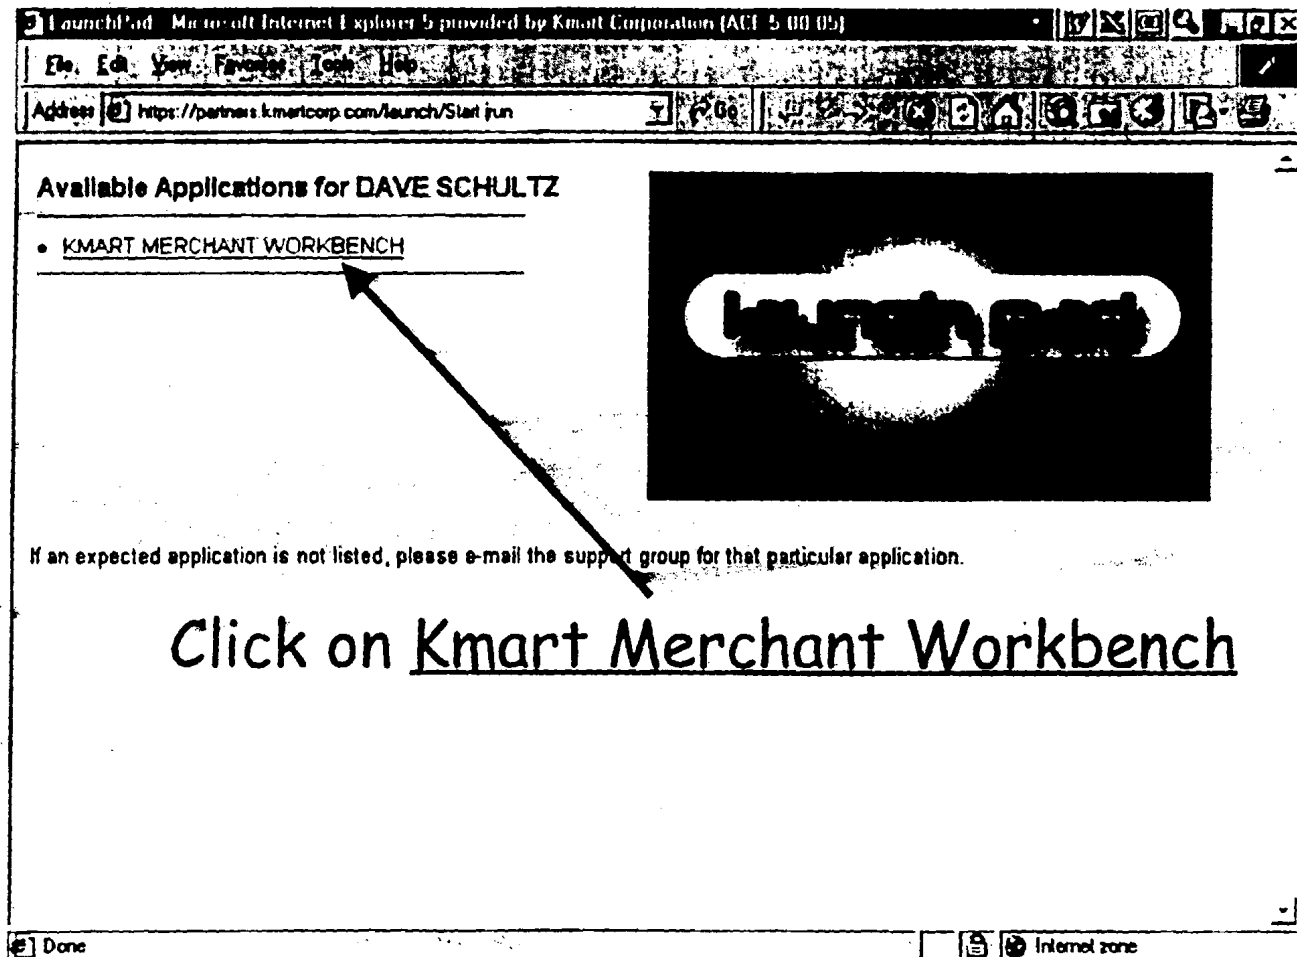 LaunchPad - Microsoft Internet Explorer 5 provided by Kmart Corporation (ACE 5.00.05)
File Edit View Favorites Tools Help
Address https://partners.kmartcorp.com/launch/Start.jrun Go
Available Applications for DAVE SCHULTZ
• KMART MERCHANT WORKBENCH
If an expected application is not listed, please e-mail the support group for that particular application.
Click on Kmart Merchant Workbench
Done Internet zone